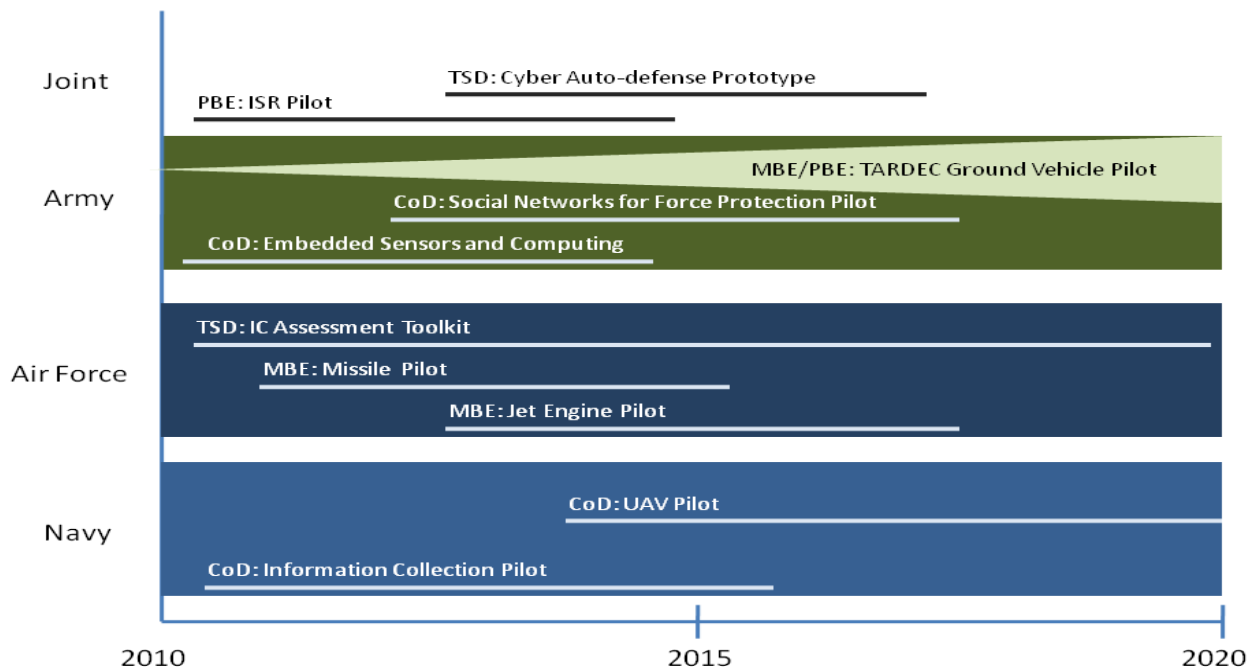 Joint
TSD: Cyber Auto-defense Prototype
PBE: ISR Pilot
MBE/PBE: TARDEC Ground Vehicle Pilot
Army
CoD: Social Networks for Force Protection Pilot
CoD: Embedded Sensors and Computing
TSD: IC Assessment Toolkit
Air Force
MBE: Missile Pilot
MBE: Jet Engine Pilot
CoD: UAV Pilot
Navy
CoD: Information Collection Pilot
2010 2015 2020